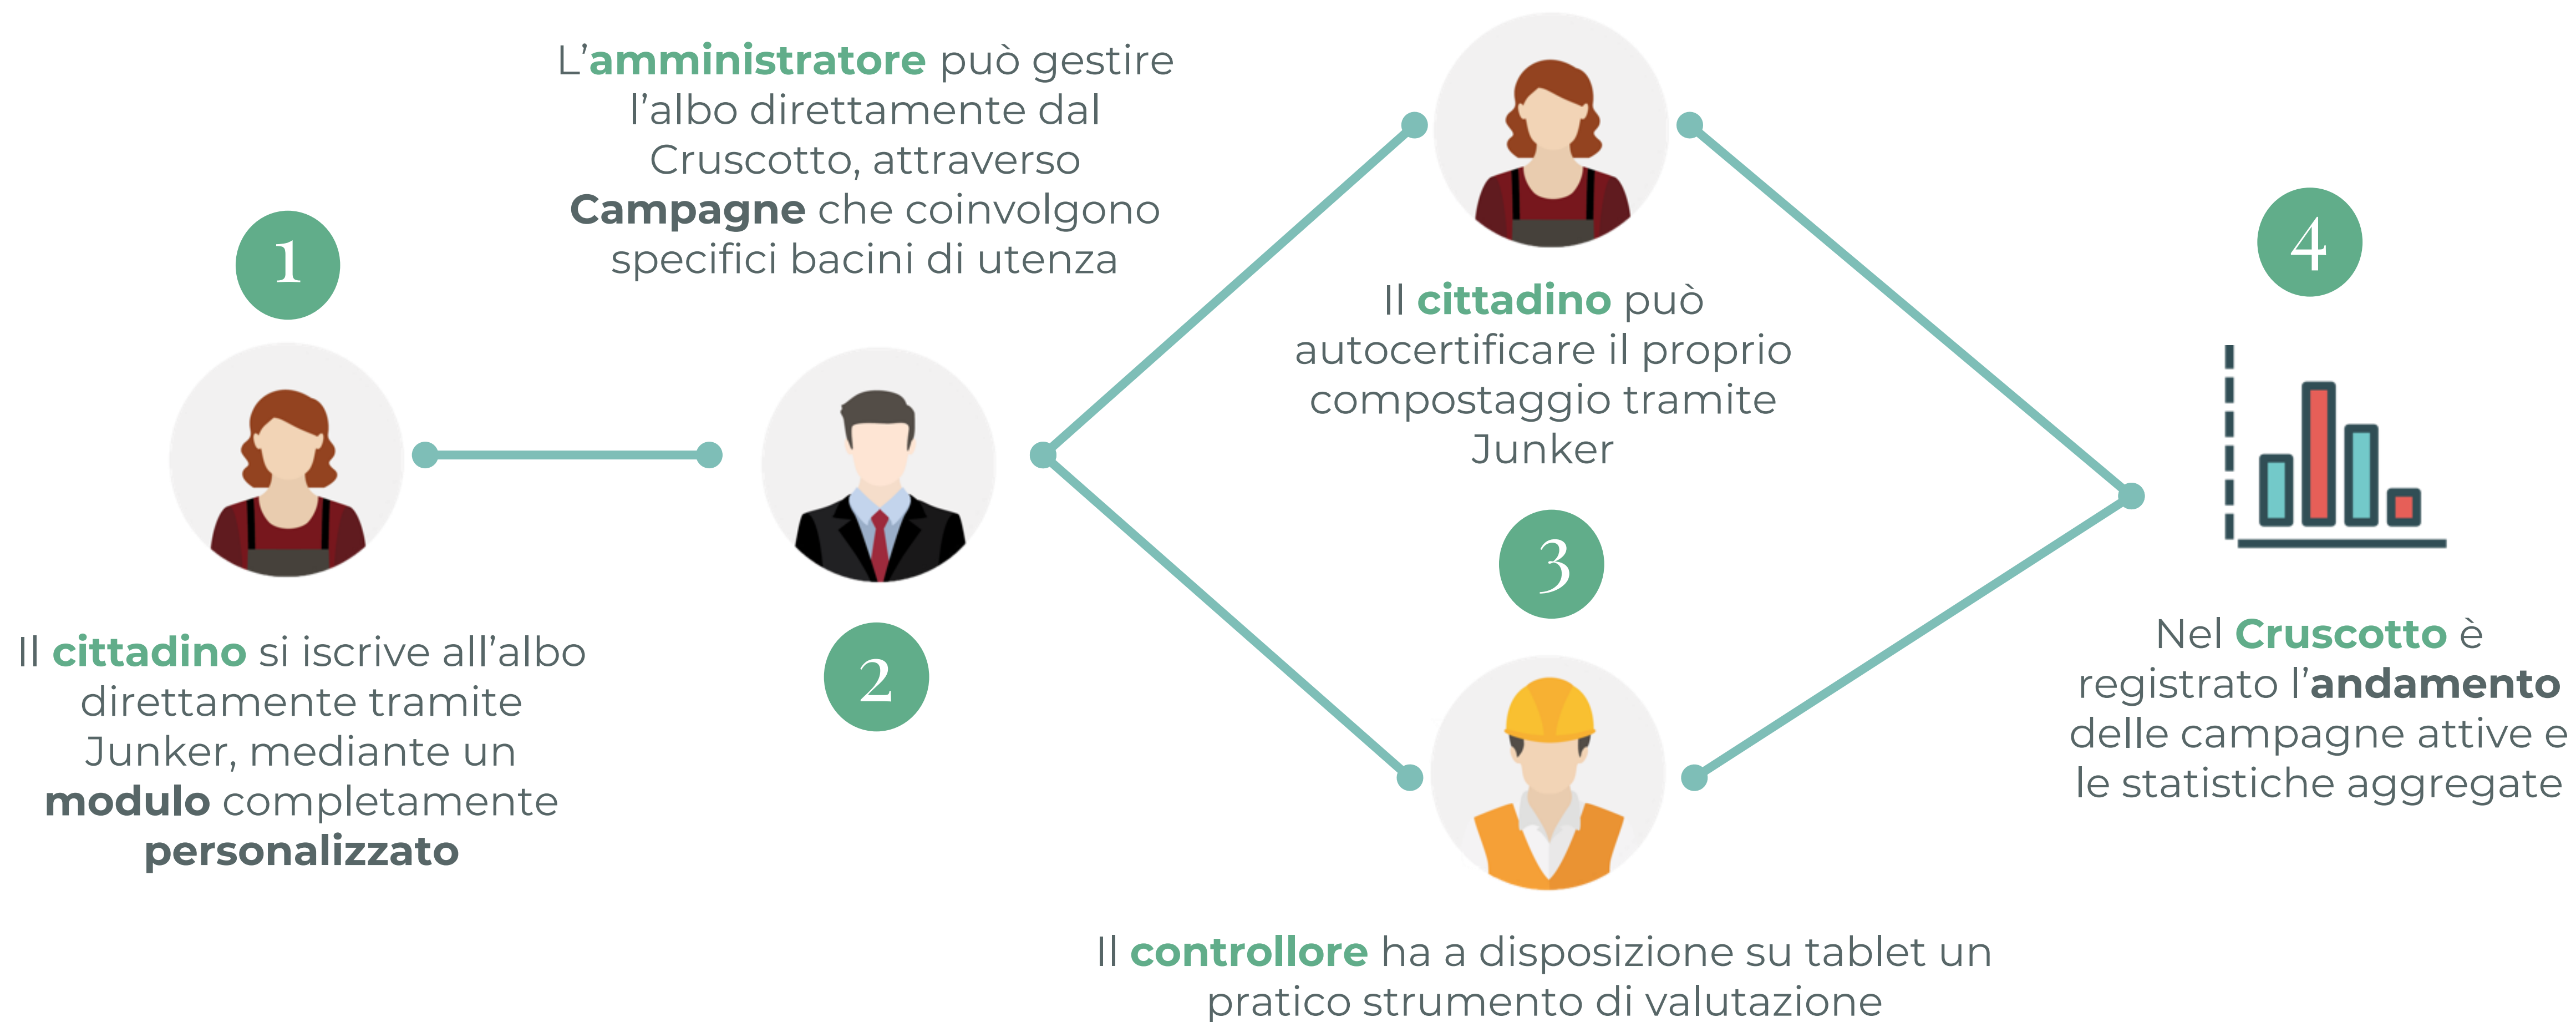 1
Il cittadino si iscrive all’albo
direttamente tramite
Junker, mediante un
modulo completamente
personalizzato
L’amministratore può gestire
l’albo direttamente dal
Cruscotto, attraverso
Campagne che coinvolgono
specifici bacini di utenza
2
Il cittadino può
autocertificare il proprio
compostaggio tramite
Junker
3
Il controllore ha a disposizione su tablet un
pratico strumento di valutazione
4
Nel Cruscotto è
registrato l’andamento
delle campagne attive e
le statistiche aggregate